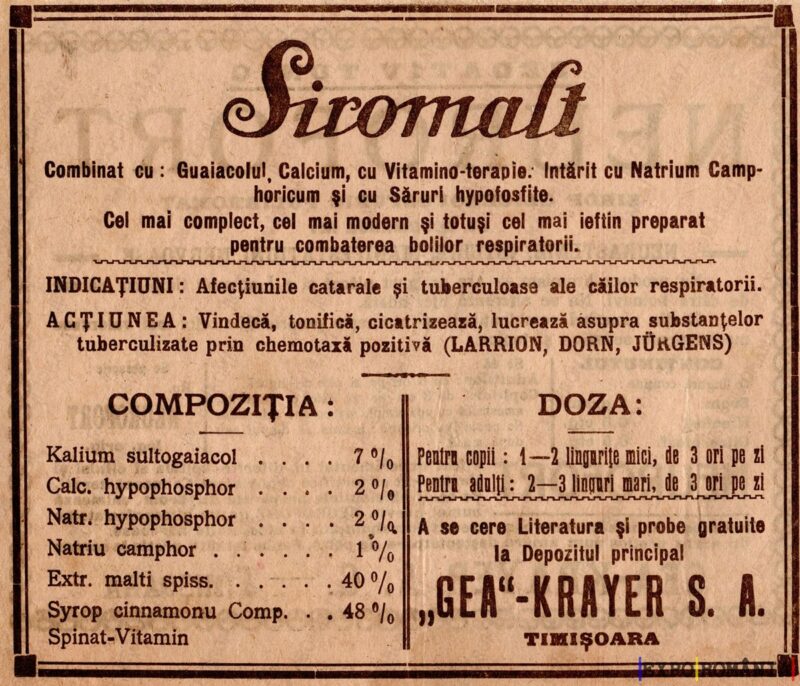 Siromalt
Combinat cu : Guaiacolul, Calcium, cu Vitamino-terapie. Intărit cu Natrium Camp-
horicum şi cu Săruri hypofosfite.
Cel mai complect, cel mai modern şi totuşi cel mai ieftin preparat
pentru combaterea bolilor respiratorii.
INDICAŢIUNI : Afecţiunile catarale şi tuberculoase ale căilor respiratorii.
ACŢIUNEA : Vindecă, tonifică, cicatrizează, lucrează asupra substanţelor
tuberculizate prin chemotaxă pozitivă (LARRION, DORN, JÜRGENS)
COMPOZIŢIA :
Kalium sultogaiacol . . . . 7 %
Calc. hypophosphor . . . . 2 %
Natr. hypophosphor . . . . 2 %
Natriu camphor . . . . . . 1 %
Extr. malti spiss. . . . . . 40 %
Syrop cinnamonu Comp. . . 48 %
Spinat-Vitamin
DOZA :
Pentru copii : 1—2 linguriţe mici, de 3 ori pe zi
Pentru adulţi : 2—3 linguri mari, de 3 ori pe zi
A se cere Literatura şi probe gratuite
la Depozitul principal
„GEA“-KRAYER S. A.
TIMIŞOARA
EXPO ROMÂNI